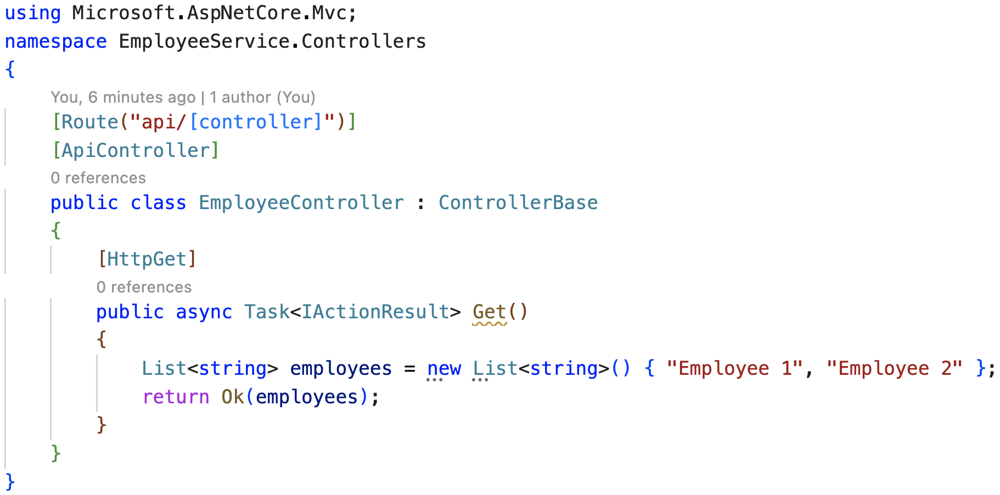 using Microsoft.AspNetCore.Mvc;
namespace EmployeeService.Controllers
{
You, 6 minutes ago | 1 author (You)
[Route("api/[controller]")]
[ApiController]
0 references
public class EmployeeController : ControllerBase
{
[HttpGet]
0 references
public async Task<IActionResult> Get()
{
List<string> employees = new List<string>() { "Employee 1", "Employee 2" };
return Ok(employees);
}
}
}